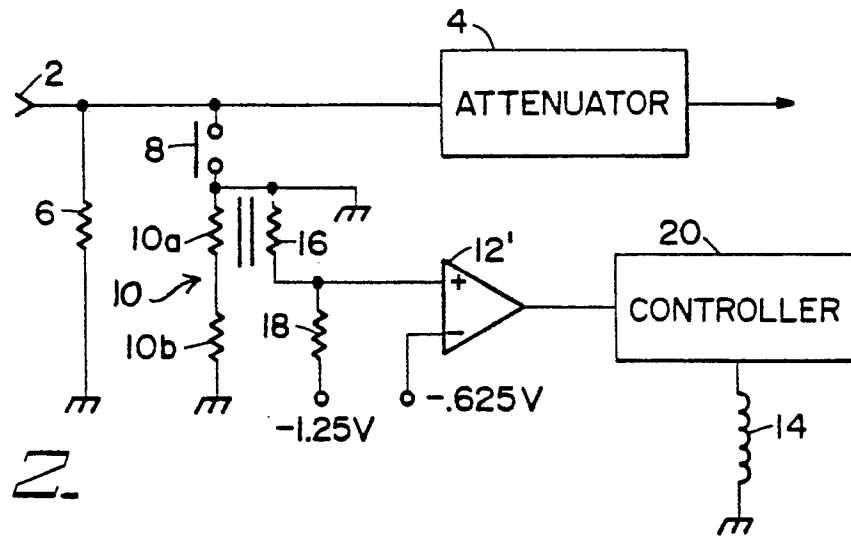 4
2
ATTENUATOR
8
6
10a
16
12'
20
10
+
CONTROLLER
18
−
10b
-.625V
-1.25V
14
2.